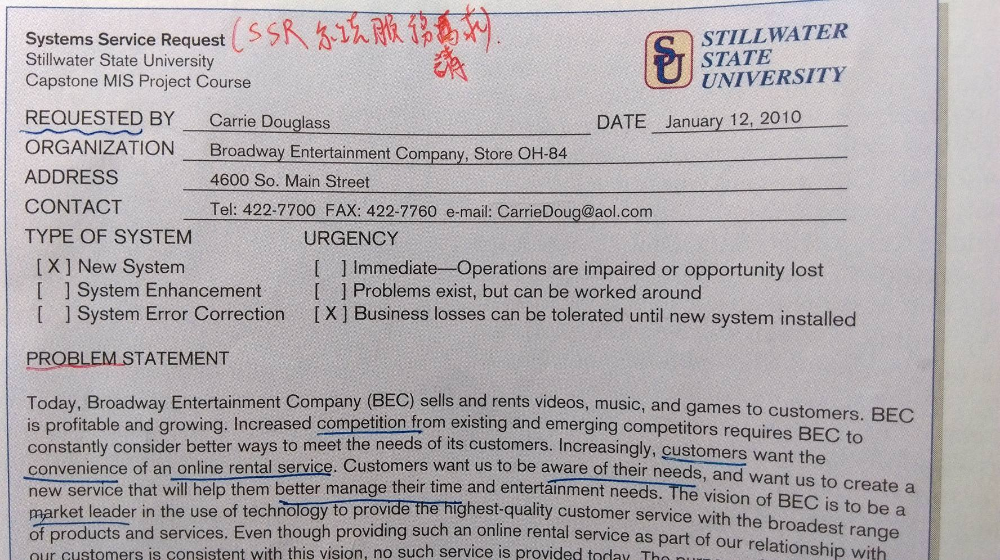 Systems Service Request (SSR 系統服務請求).
Stillwater State University
Capstone MIS Project Course
SU
STILLWATER
STATE
UNIVERSITY
REQUESTED BY Carrie Douglass DATE January 12, 2010
ORGANIZATION Broadway Entertainment Company, Store OH-84
ADDRESS 4600 So. Main Street
CONTACT Tel: 422-7700 FAX: 422-7760 e-mail: CarrieDoug@aol.com
TYPE OF SYSTEM URGENCY
[ X ] New System [ ] Immediate—Operations are impaired or opportunity lost
[ ] System Enhancement [ ] Problems exist, but can be worked around
[ ] System Error Correction [ X ] Business losses can be tolerated until new system installed
PROBLEM STATEMENT
Today, Broadway Entertainment Company (BEC) sells and rents videos, music, and games to customers. BEC
is profitable and growing. Increased competition from existing and emerging competitors requires BEC to
constantly consider better ways to meet the needs of its customers. Increasingly, customers want the
convenience of an online rental service. Customers want us to be aware of their needs, and want us to create a
new service that will help them better manage their time and entertainment needs. The vision of BEC is to be a
market leader in the use of technology to provide the highest-quality customer service with the broadest range
of products and services. Even though providing such an online rental service as part of our relationship with
our customers is consistent with this vision, no such service is provided today. The